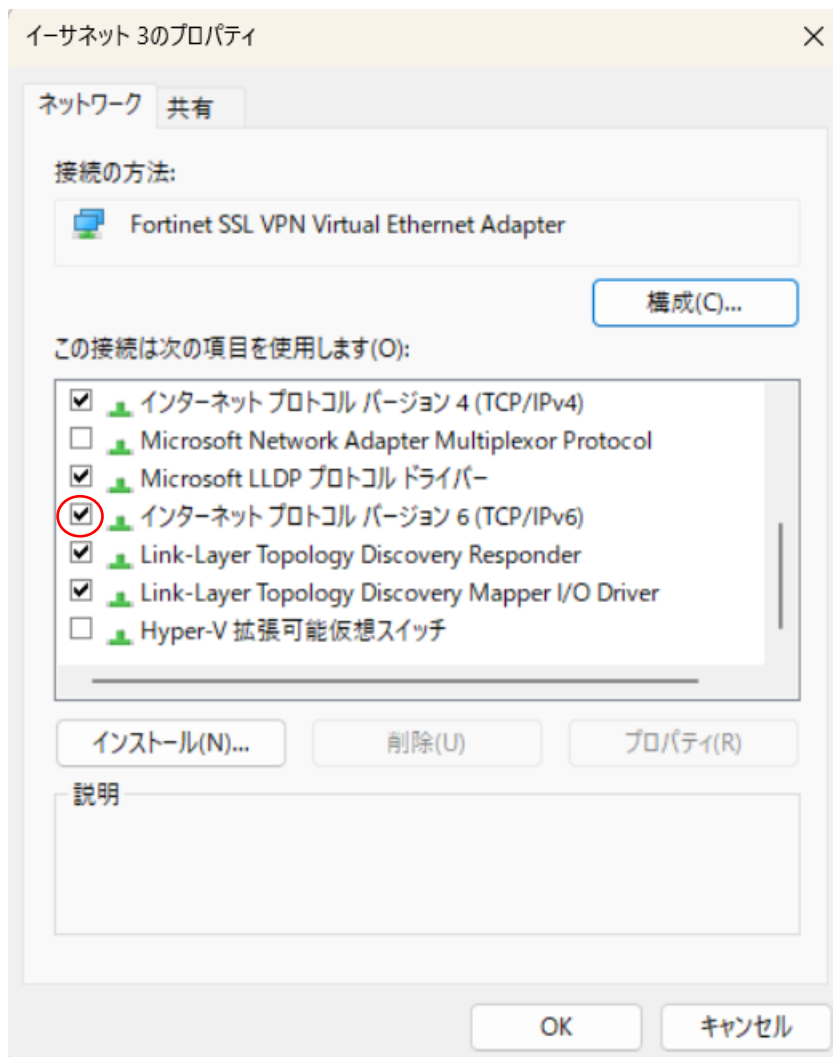 イーサネット 3のプロパティ
ネットワーク
共有
接続の方法:
Fortinet SSL VPN Virtual Ethernet Adapter
構成(C)...
この接続は次の項目を使用します(O):
インターネット プロトコル バージョン 4 (TCP/IPv4)
Microsoft Network Adapter Multiplexor Protocol
Microsoft LLDP プロトコル ドライバー
インターネット プロトコル バージョン 6 (TCP/IPv6)
Link-Layer Topology Discovery Responder
Link-Layer Topology Discovery Mapper I/O Driver
Hyper-V 拡張可能仮想スイッチ
インストール(N)...
削除(U)
プロパティ(R)
説明
OK
キャンセル